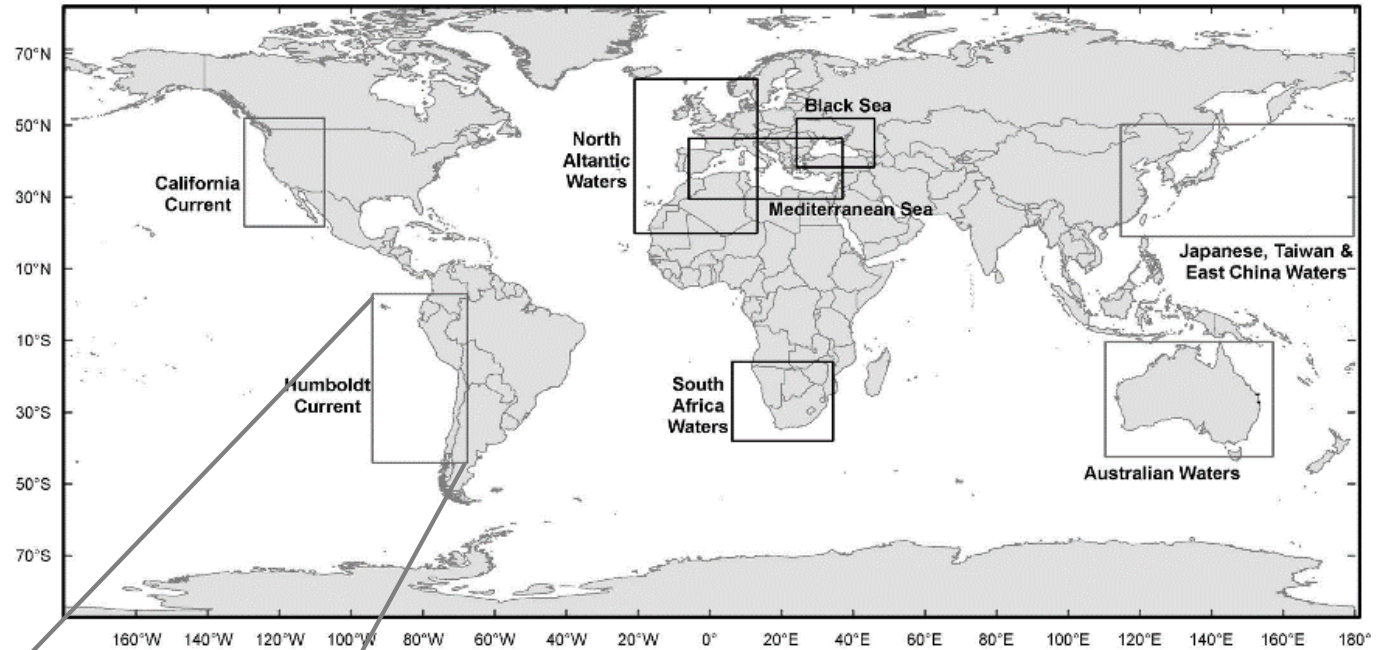 70°N
50°N
30°N
10°N
10°S
30°S
50°S
70°S
Black Sea
North
Altantic
Waters
California
Current
Mediterranean Sea
Japanese, Taiwan &
East China Waters
Humboldt
Current
South
Africa
Waters
Australian Waters
160°W 140°W 120°W 100°W 80°W 60°W 40°W 20°W 0° 20°E 40°E 60°E 80°E 100°E 120°E 140°E 160°E 180°